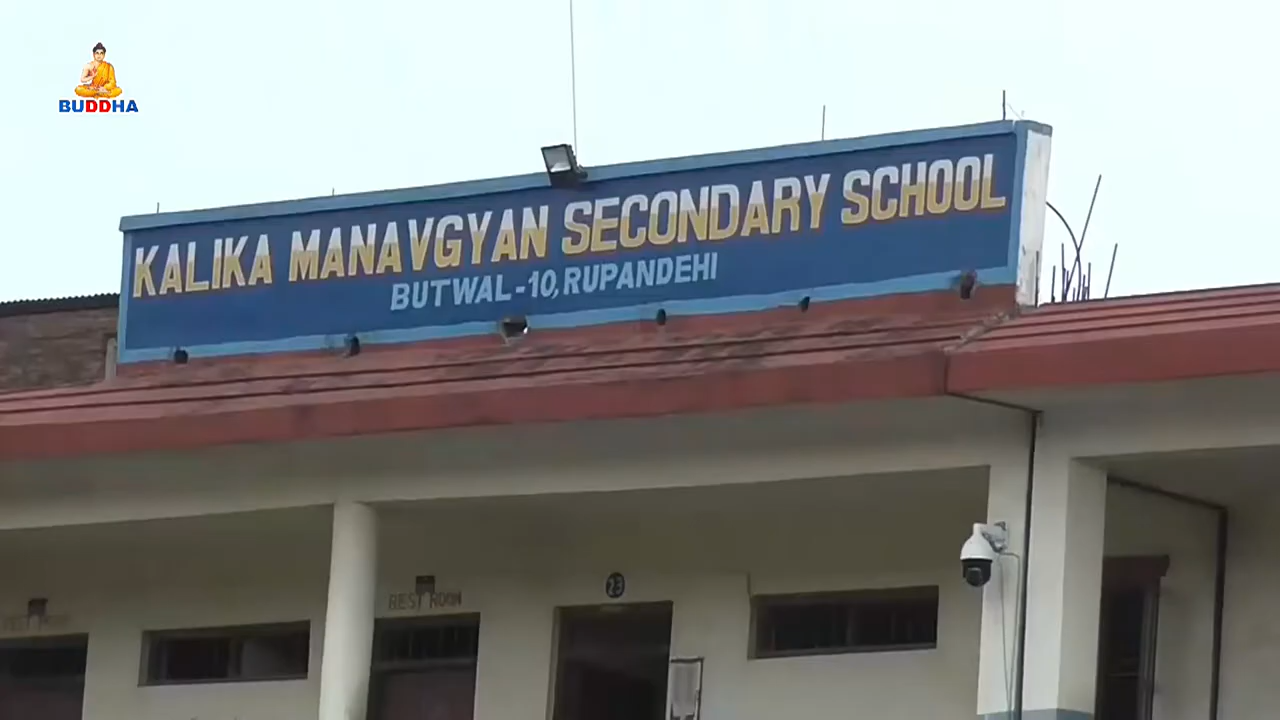 BUDDHA
KALIKA MANAVGYAN SECONDARY SCHOOL
BUTWAL-10, RUPANDEHI
23
REST ROOM